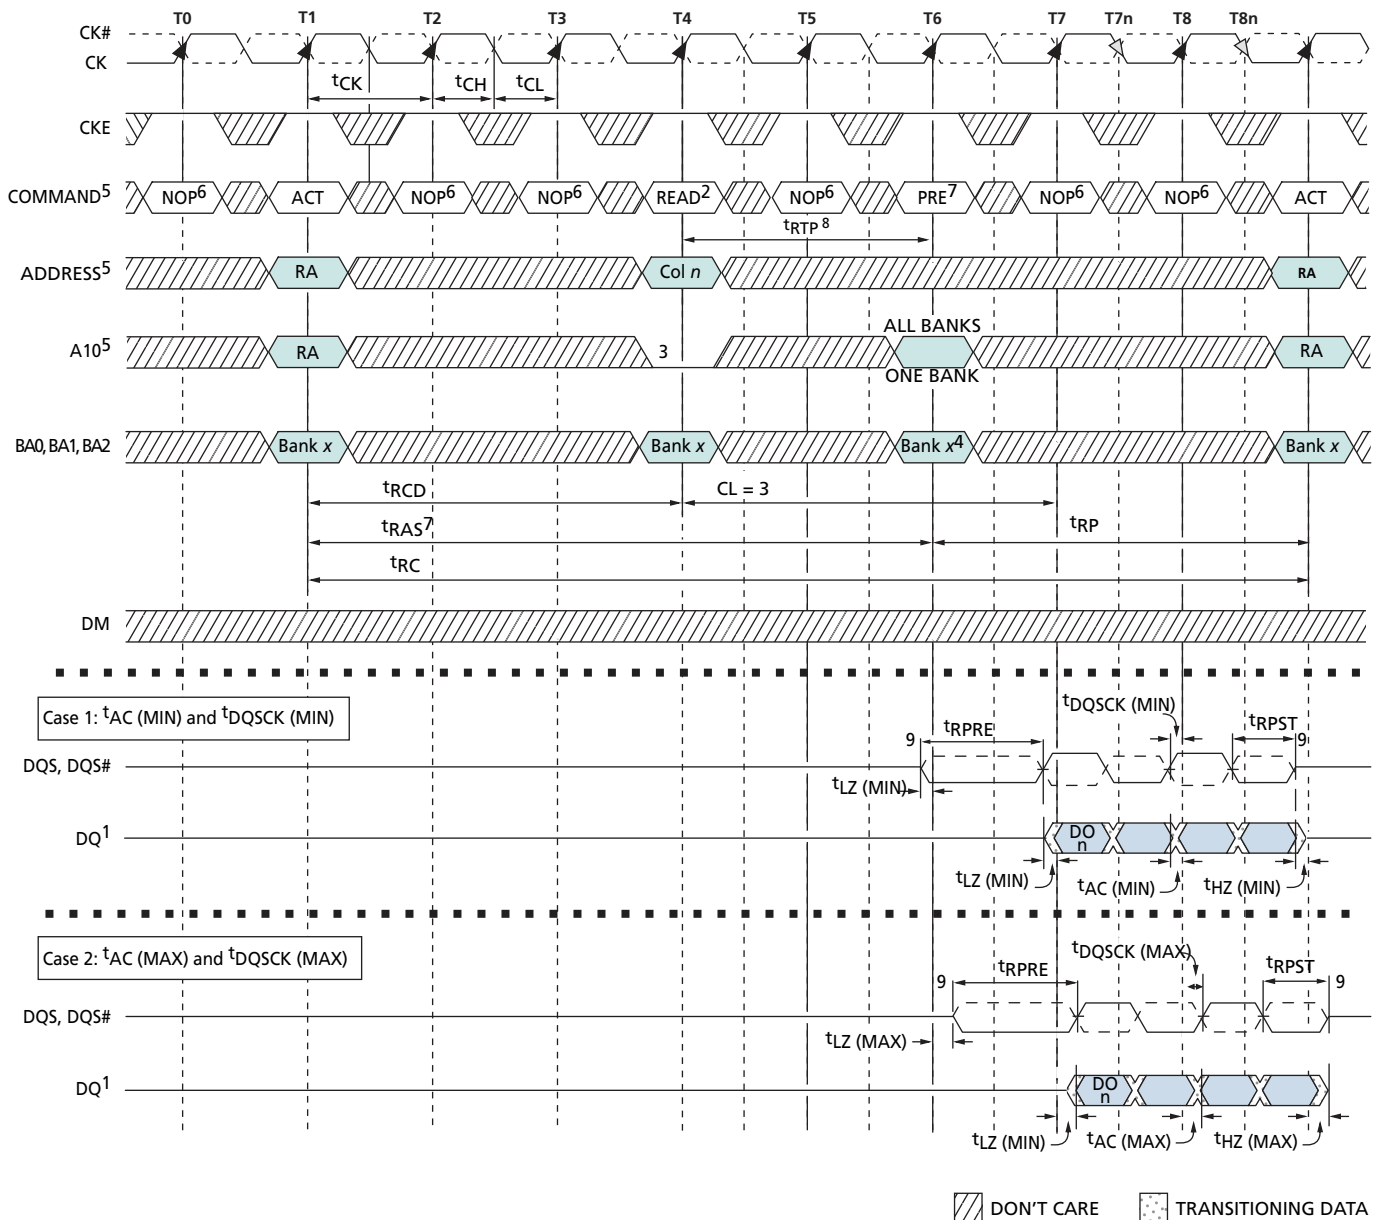 T0 T1 T2 T3 T4 T5 T6 T7 T7n T8 T8n
CK#
CK
tCK tCH tCL
CKE
COMMAND5 NOP6 ACT NOP6 NOP6 READ2 NOP6 PRE7 NOP6 NOP6 ACT
tRTP 8
ADDRESS5 RA Col n RA
ALL BANKS
A105 RA 3 RA
ONE BANK
BA0, BA1, BA2 Bank x Bank x Bank x4 Bank x
tRCD CL = 3
tRAS7 tRP
tRC
DM
Case 1: tAC (MIN) and tDQSCK (MIN)
tDQSCK (MIN)
9 tRPRE tRPST 9
DQS, DQS#
tLZ (MIN)
DQ1 DO
n
tLZ (MIN) tAC (MIN) tHZ (MIN)
Case 2: tAC (MAX) and tDQSCK (MAX)
tDQSCK (MAX)
9 tRPRE tRPST 9
DQS, DQS#
tLZ (MAX)
DQ1 DO
n
tLZ (MIN) tAC (MAX) tHZ (MAX)
DON'T CARE TRANSITIONING DATA